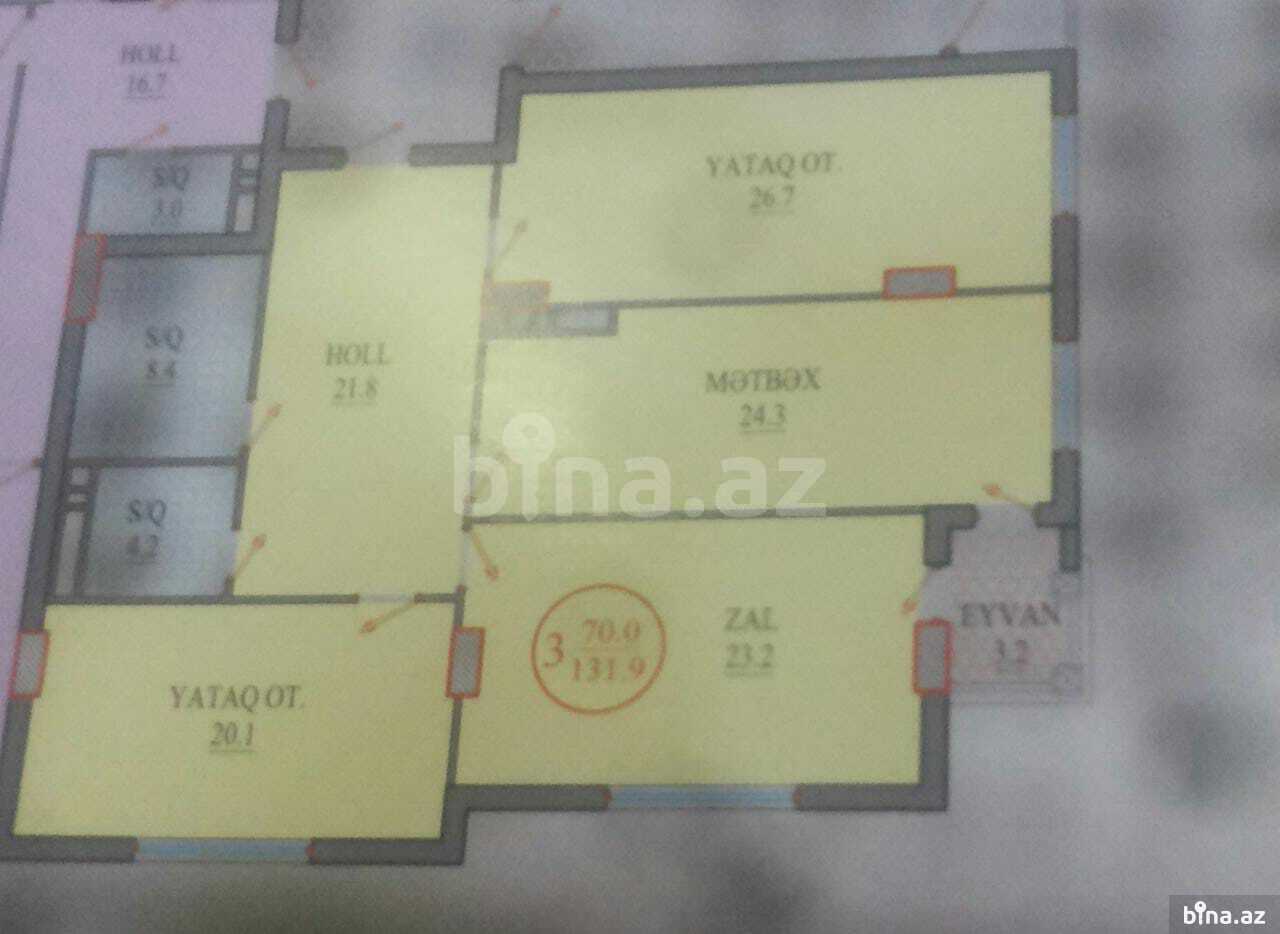 HOLL
16.7
S/Q
3.0
YATAQ OT.
26.7
S/Q
8.4
HOLL
21.8
MƏTBƏX
24.3
bina.az
S/Q
4.2
3 70.0
131.9
ZAL
23.2
EYVAN
3.2
YATAQ OT.
20.1
bina.az